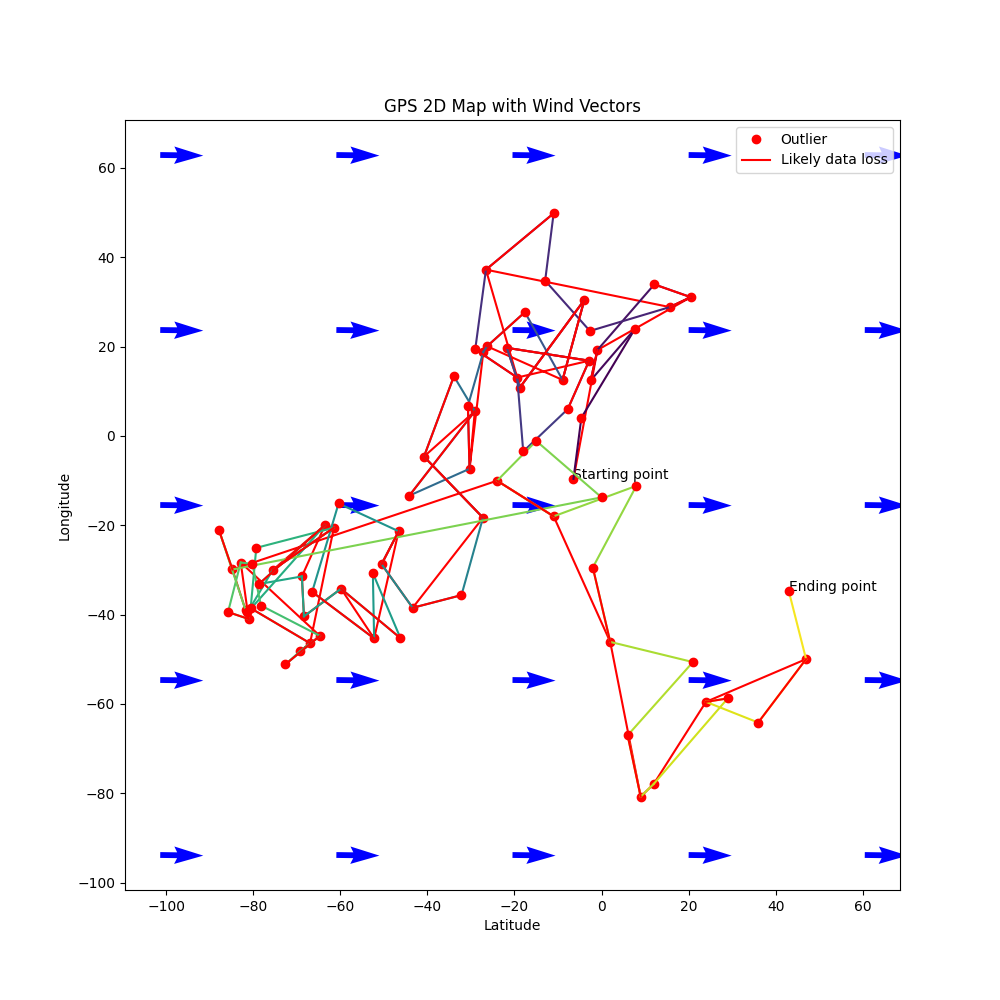 GPS 2D Map with Wind Vectors
Outlier
Likely data loss
60
40
20
0
−20
−40
−60
−80
−100
Longitude
Starting point
Ending point
−100
−80
−60
−40
−20
0
20
40
60
Latitude